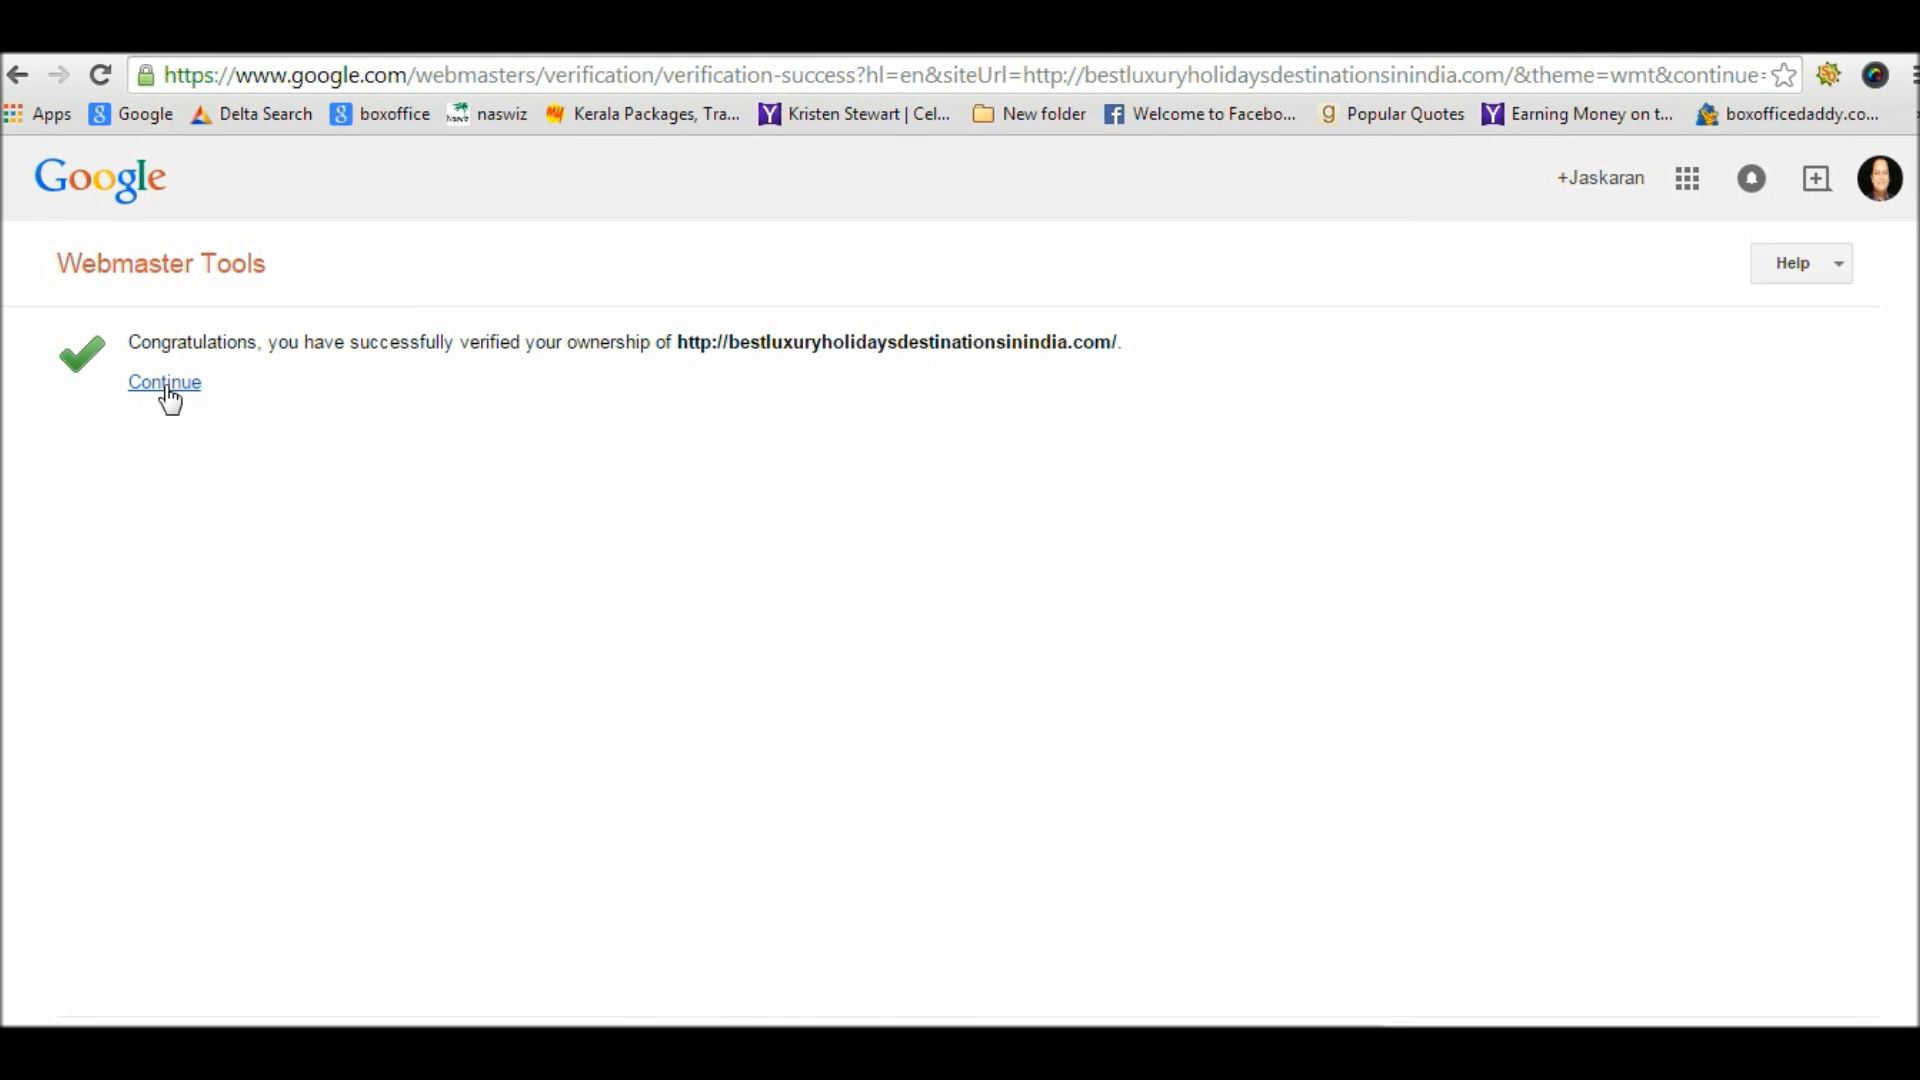 https://www.google.com/webmasters/verification/verification-success?hl=en&siteUrl=http://bestluxuryholidaysdestinationsinindia.com/&theme=wmt&continue=
Apps Google Delta Search boxoffice naswiz Kerala Packages, Tra... Kristen Stewart | Cel... New folder Welcome to Facebo... Popular Quotes Earning Money on t... boxofficedaddy.co...
Google +Jaskaran
Webmaster Tools Help
Congratulations, you have successfully verified your ownership of http://bestluxuryholidaysdestinationsinindia.com/.
Continue